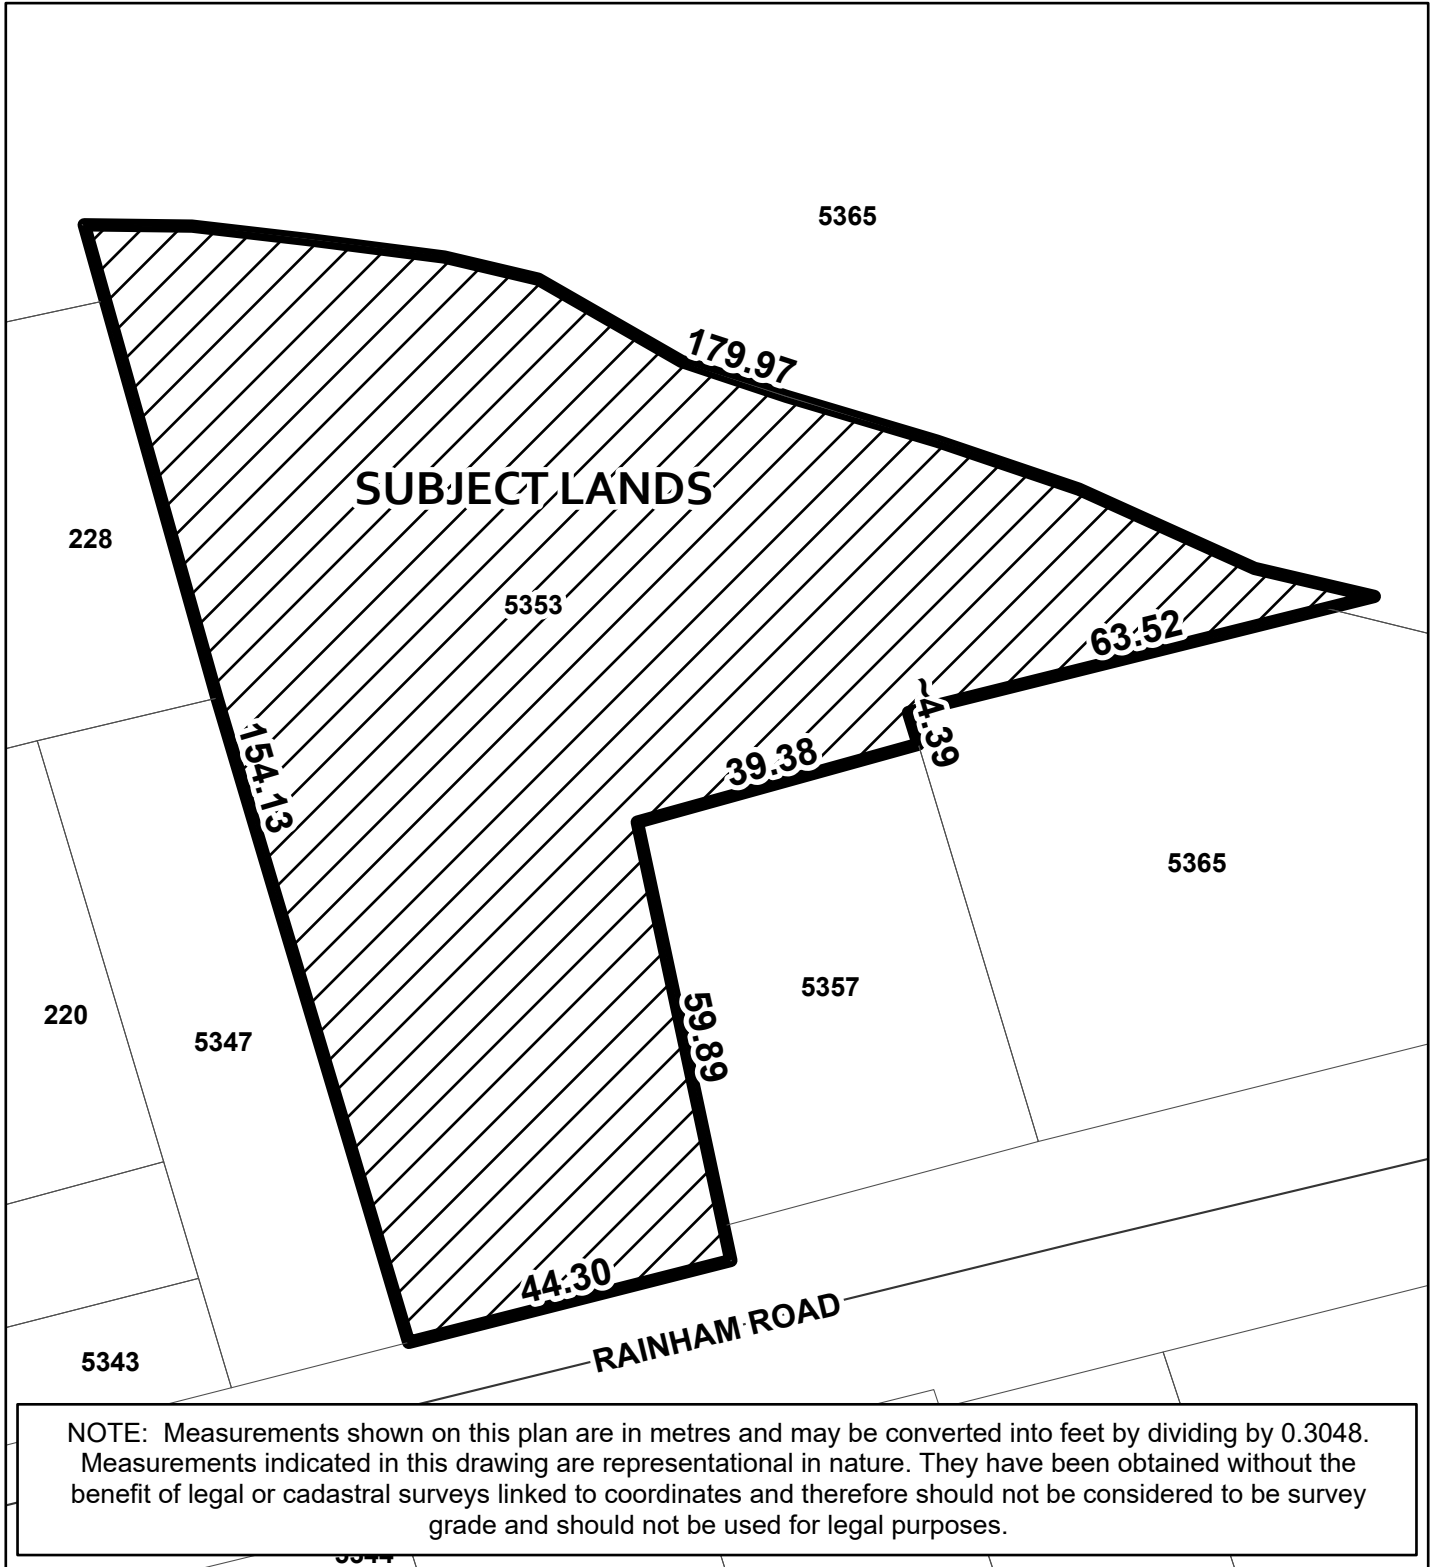 5365
179.97
SUBJECT LANDS
228
5353
63.52
~4.39
154.13
39.38
5365
59.89
5357
220
5347
44.30
RAINHAM ROAD
5343
NOTE: Measurements shown on this plan are in metres and may be converted into feet by dividing by 0.3048.
Measurements indicated in this drawing are representational in nature. They have been obtained without the
benefit of legal or cadastral surveys linked to coordinates and therefore should not be considered to be survey
grade and should not be used for legal purposes.